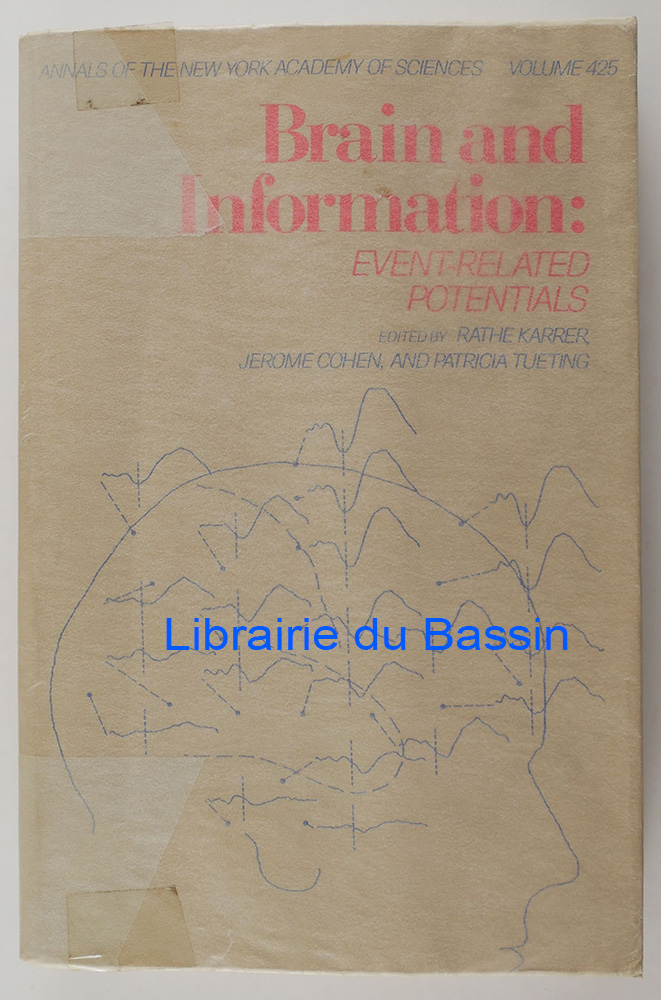 ANNALS OF THE NEW YORK ACADEMY OF SCIENCES VOLUME 425
Brain and
Information:
EVENT-RELATED
POTENTIALS
EDITED BY RATHE KARRER,
JEROME COHEN, AND PATRICIA TUETING
Librairie du Bassin